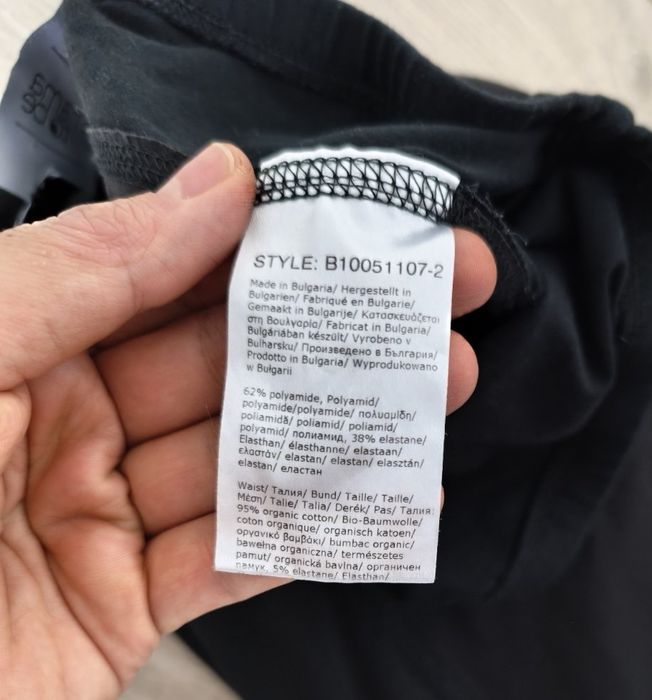 STYLE: B10051107-2
Made in Bulgaria/ Hergestellt in
Bulgarien/ Fabriqué en Bulgarie/
Gemaakt in Bulgarije/ Κατασκευάζεται
στη Βουλγαρία/ Fabricat in Bulgaria/
Bulgáriában készült/ Vyrobeno v
Bulharsku/ Произведено в България/
Prodotto in Bulgaria/ Wyprodukowano
w Bułgarii
62% polyamide, Polyamid/
polyamide/polyamide/ πολυαμίδη/
poliamidă/ poliamid/ poliamid/
polyamid/ полиамид, 38% elastane/
Elasthan/ élasthanne/ elastaan/
ελαστάν/ elastan/ elastan/ elasztán/
elastan/ еластан
Waist/ Талия/ Bund/ Taille/ Taille/
Μέση/ Talie/ Talia/ Derék/ Pas/ Талия:
95% organic cotton/ Bio-Baumwolle/
coton organique/ organisch katoen/
οργανικό βαμβάκι/ bumbac organic/
bawełna organiczna/ természetes
pamut/ organická bavlna/ органичен
памук, 5% elastane/ Elasthan/